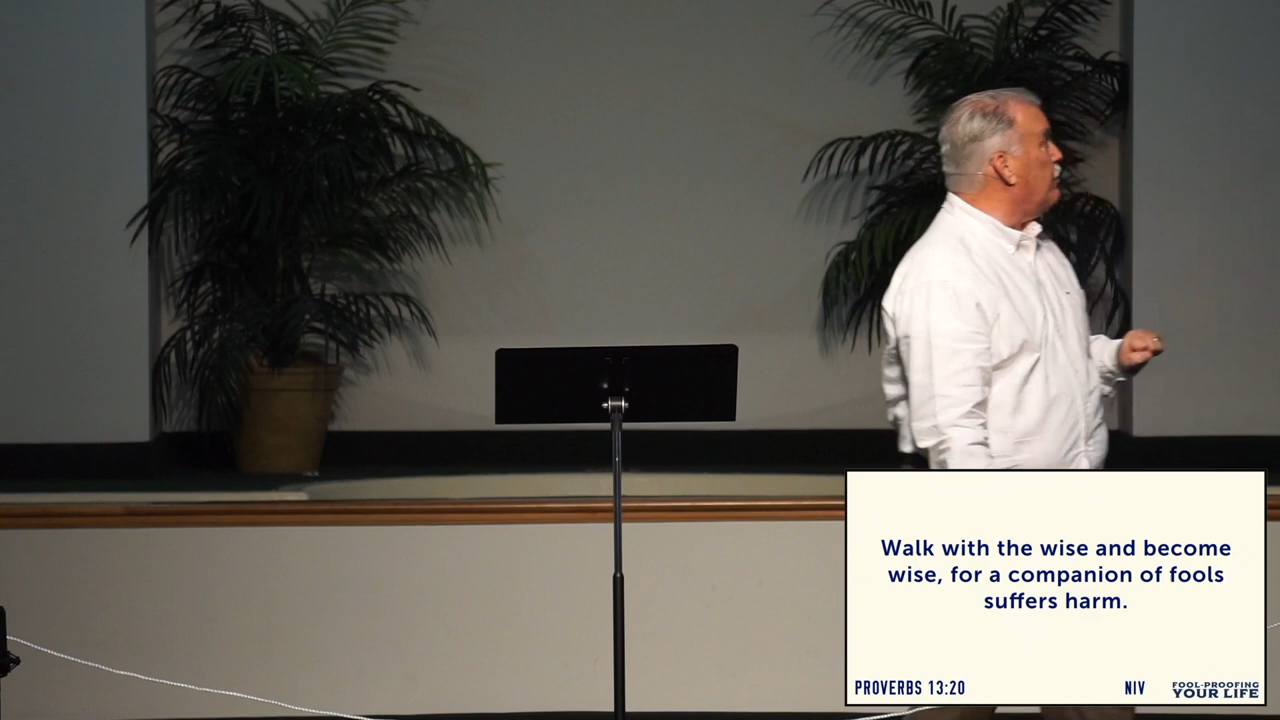 Walk with the wise and become
wise, for a companion of fools
suffers harm.
PROVERBS 13:20
NIV
FOOL-PROOFING
YOUR LIFE